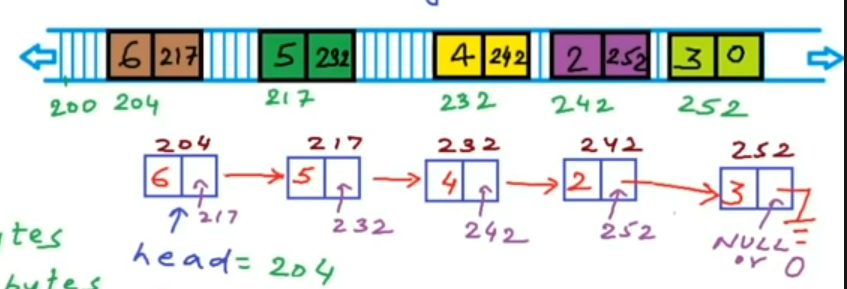 6 217 5 232 4 242 2 252 3 0
200 204 217 232 242 252
204 217 232 242 252
6 5 4 2 3
217 232 242 252 NULL
or 0
tes head = 204
bytes